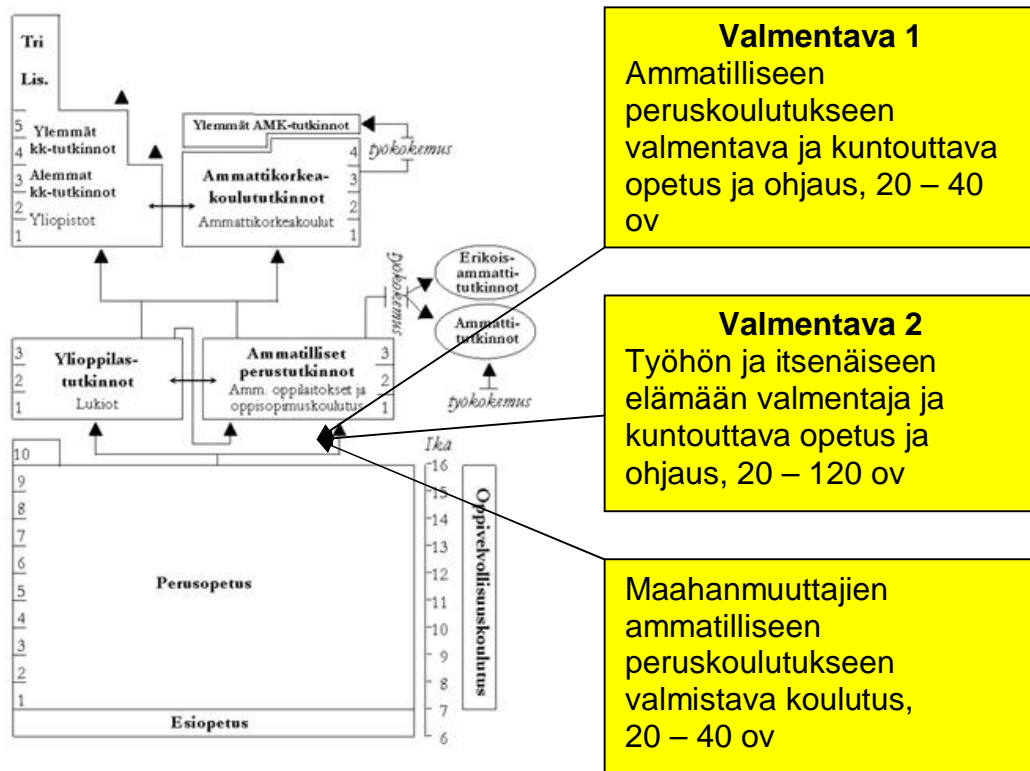 Tri
Lis.
5
4
3
2
1
Ylemmät
kk-tutkinnot
Alemmat
kk-tutkinnot
Yliopistot
Ylemmät AMK-tutkinnot
työkokemus
Ammattikorkea-
koulututkinnot
Ammattikorkeakoulut
4
3
2
1
työkokemus
Erikois-
ammatti-
tutkinnot
Ammatti-
tutkinnot
työkokemus
3
2
1
Ylioppilas-
tutkinnot
Lukiot
Ammatilliset
perustutkinnot
Amm. oppilaitokset ja
oppisopimuskoulutus
3
2
1
10
9
8
7
6
5
4
3
2
1
Perusopetus
Esiopetus
Ika
16
15
14
13
12
11
10
9
8
7
6
Oppivelvollisuuskoulutus
Valmentava 1
Ammatilliseen
peruskoulutukseen
valmentava ja kuntouttava
opetus ja ohjaus, 20 – 40
ov
Valmentava 2
Työhön ja itsenäiseen
elämään valmentaja ja
kuntouttava opetus ja
ohjaus, 20 – 120 ov
Maahanmuuttajien
ammatilliseen
peruskoulutukseen
valmistava koulutus,
20 – 40 ov